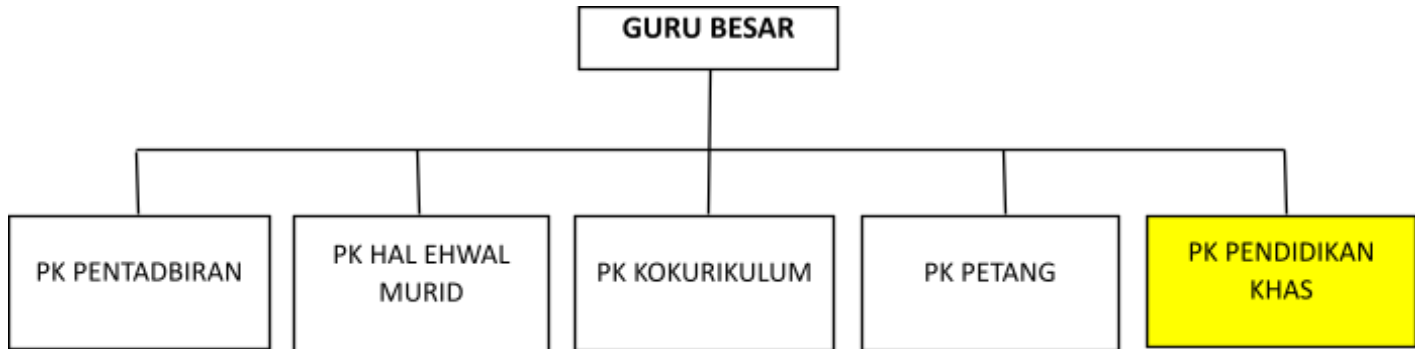 GURU BESAR
PK PENTADBIRAN
PK HAL EHWAL
MURID
PK KOKURIKULUM
PK PETANG
PK PENDIDIKAN
KHAS